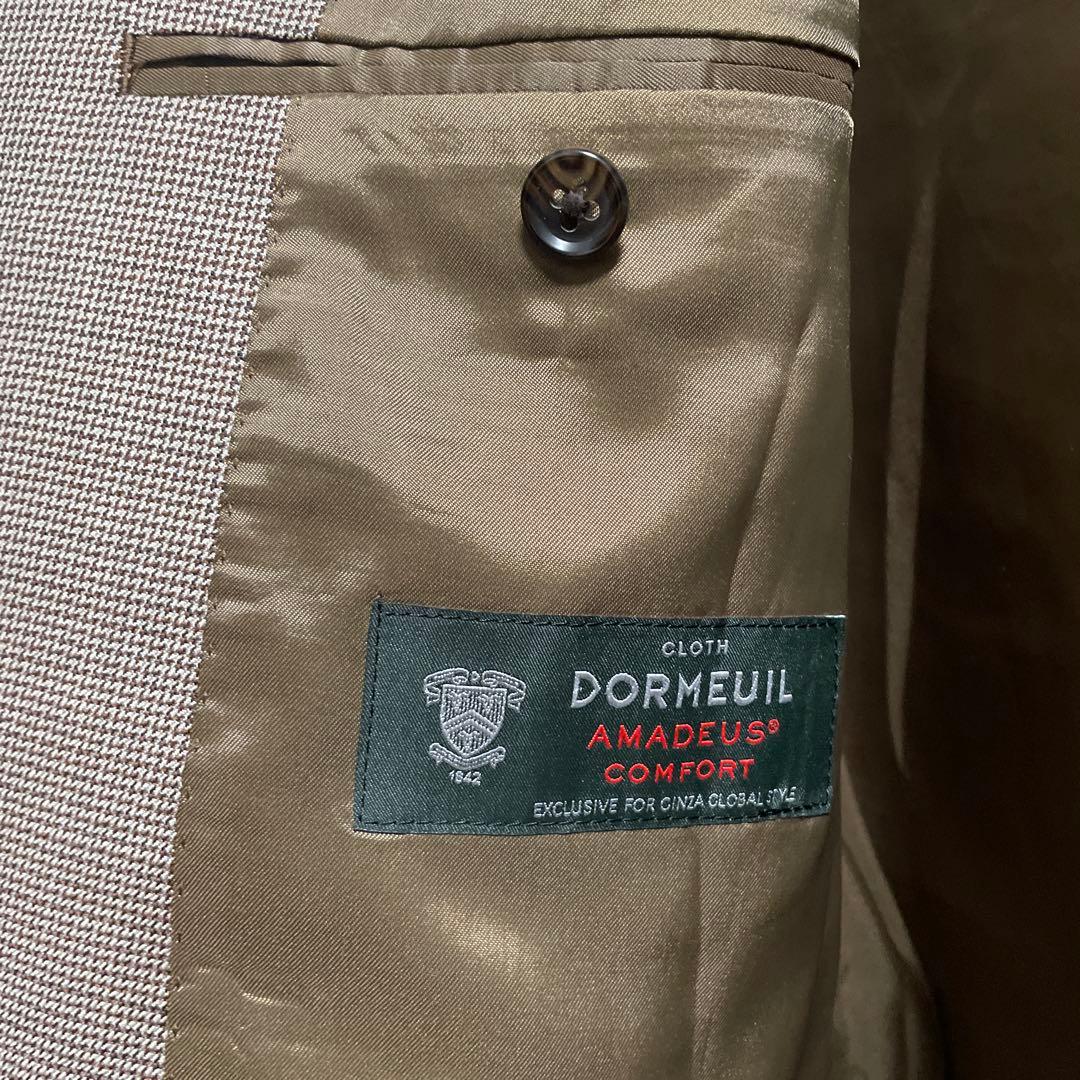 CLOTH
DORMEUIL
AMADEUS®
COMFORT
1842
EXCLUSIVE FOR GINZA GLOBAL STYLE